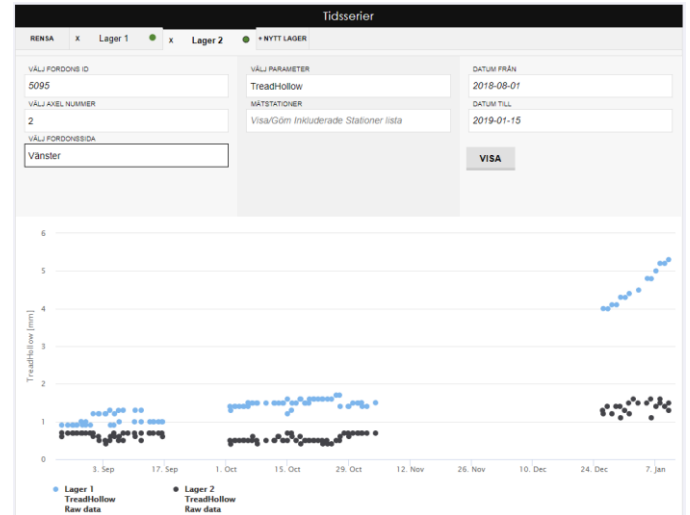 Tidsserier
RENSA X Lager 1 X Lager 2 + NYTT LAGER
VÄLJ FORDONS ID VÄLJ PARAMETER DATUM FRÅN
5095 TreadHollow 2018-08-01
VÄLJ AXEL NUMMER MÄTSTATIONER DATUM TILL
2 Visa/Göm Inkluderade Stationer lista 2019-01-15
VÄLJ FORDONSSIDA
Vänster
VISA
6
5
4
3
2
1
0
TreadHollow [mm]
3. Sep 17. Sep 1. Oct 15. Oct 29. Oct 12. Nov 26. Nov 10. Dec 24. Dec 7. Jan
Lager 1
TreadHollow
Raw data
Lager 2
TreadHollow
Raw data